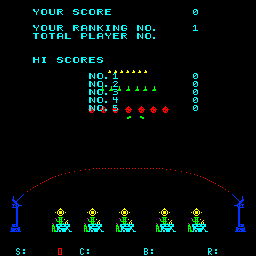 YOUR SCORE 0
YOUR RANKING NO. 1
TOTAL PLAYER NO.
HI SCORES
NO. 1 0
NO. 2 0
NO. 3 0
NO. 4 0
NO. 5 0
S: 0 C: B: R: